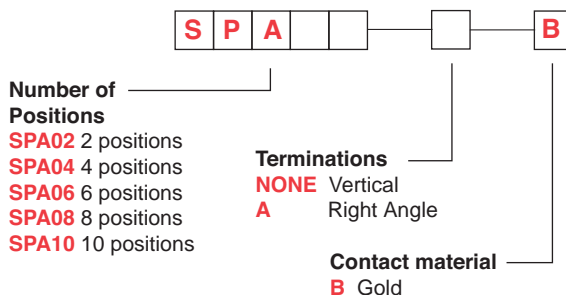 S P A B
Number of
Positions
SPA02 2 positions
SPA04 4 positions
SPA06 6 positions
SPA08 8 positions
SPA10 10 positions
Terminations
NONE Vertical
A Right Angle
Contact material
B Gold